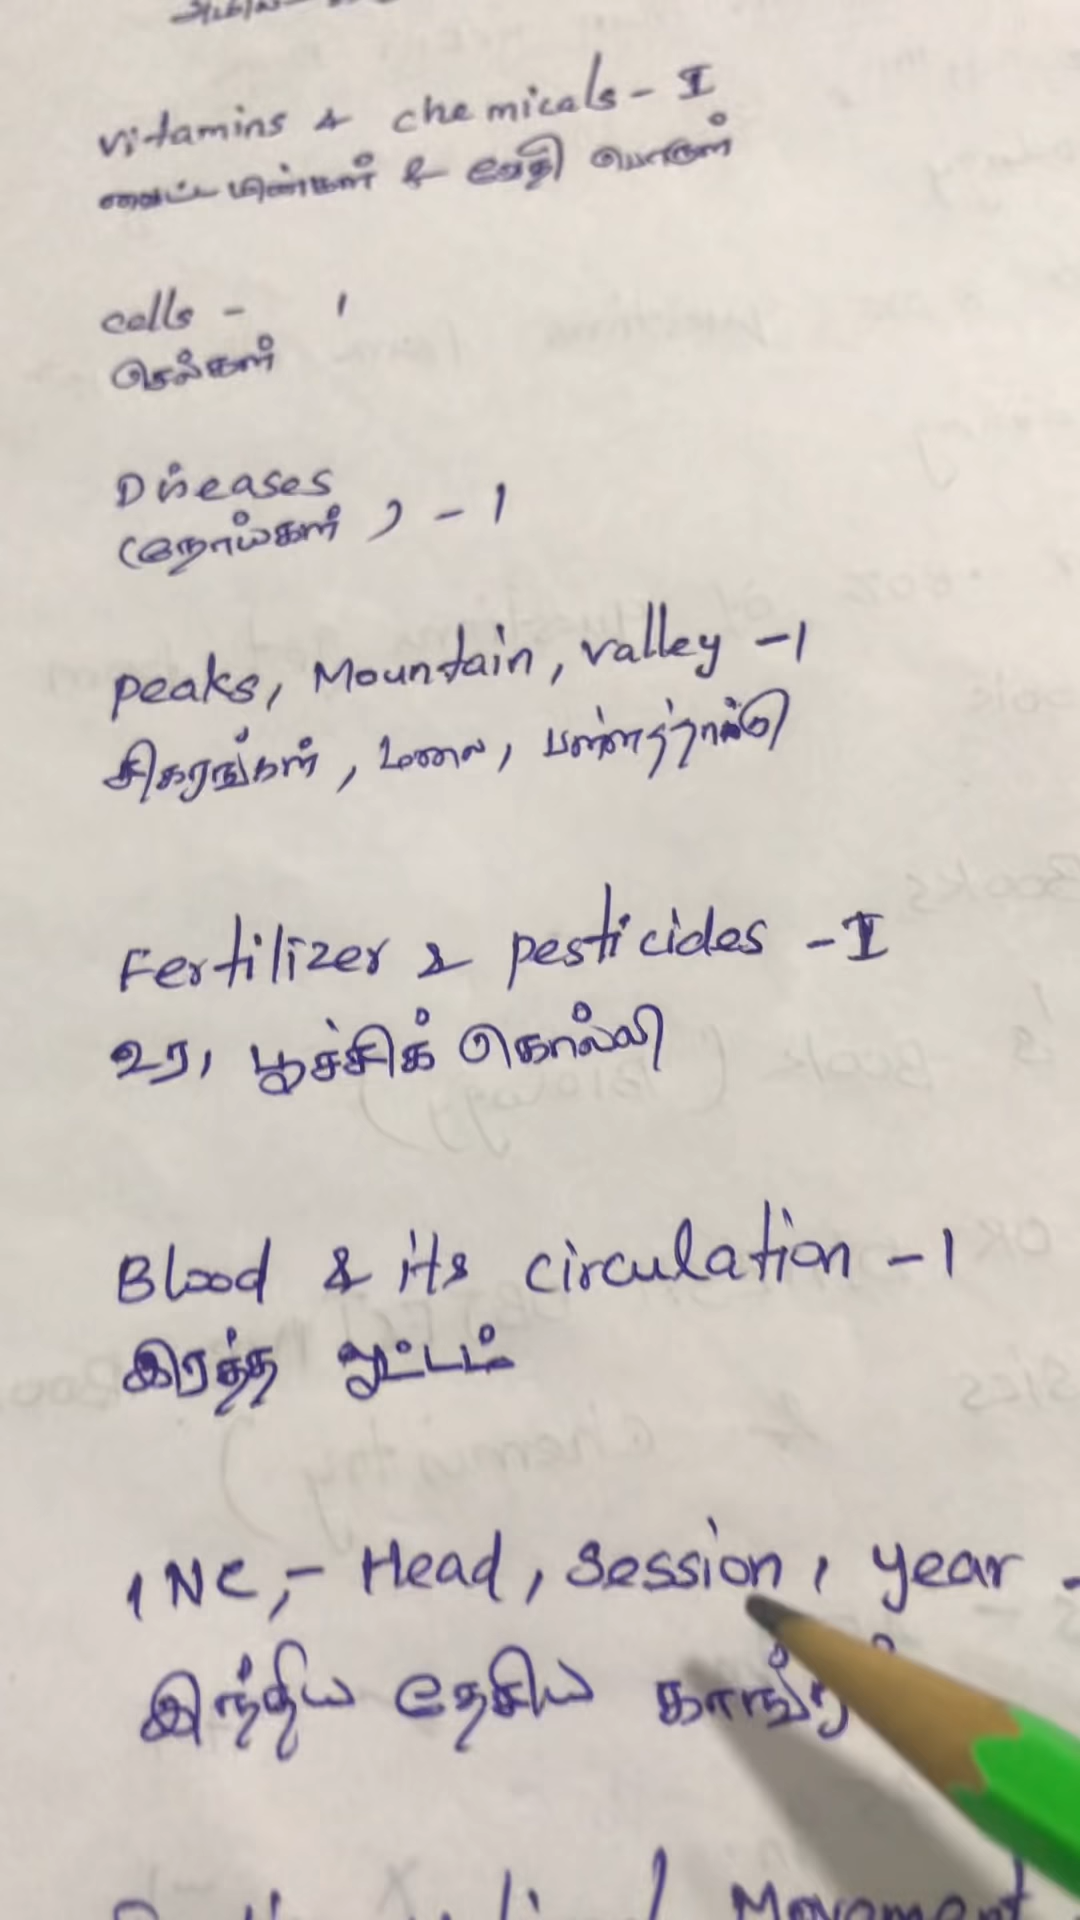 vitamins & chemicals - I
வைட்டமின்கள் & வேதி பொருள்
cells - 1
செல்கள்
Diseases
(நோய்கள்) - 1
peaks, Mountain, valley - 1
சிகரங்கள், மலை, பள்ளத்தாக்கு
Fertilizer & pesticides - I
உர, பூச்சிக் கொல்லி
Blood & its circulation - 1
இரத்த ஓட்டம்
INC, - Head, Session, year -
இந்திய தேசிய
Movement